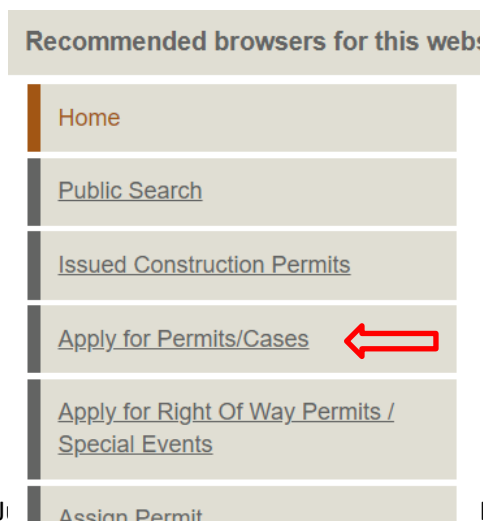 Recommended browsers for this
Home
Public Search
Issued Construction Permits
Apply for Permits/Cases
Apply for Right Of Way Permits /
Special Events
Assign Permit